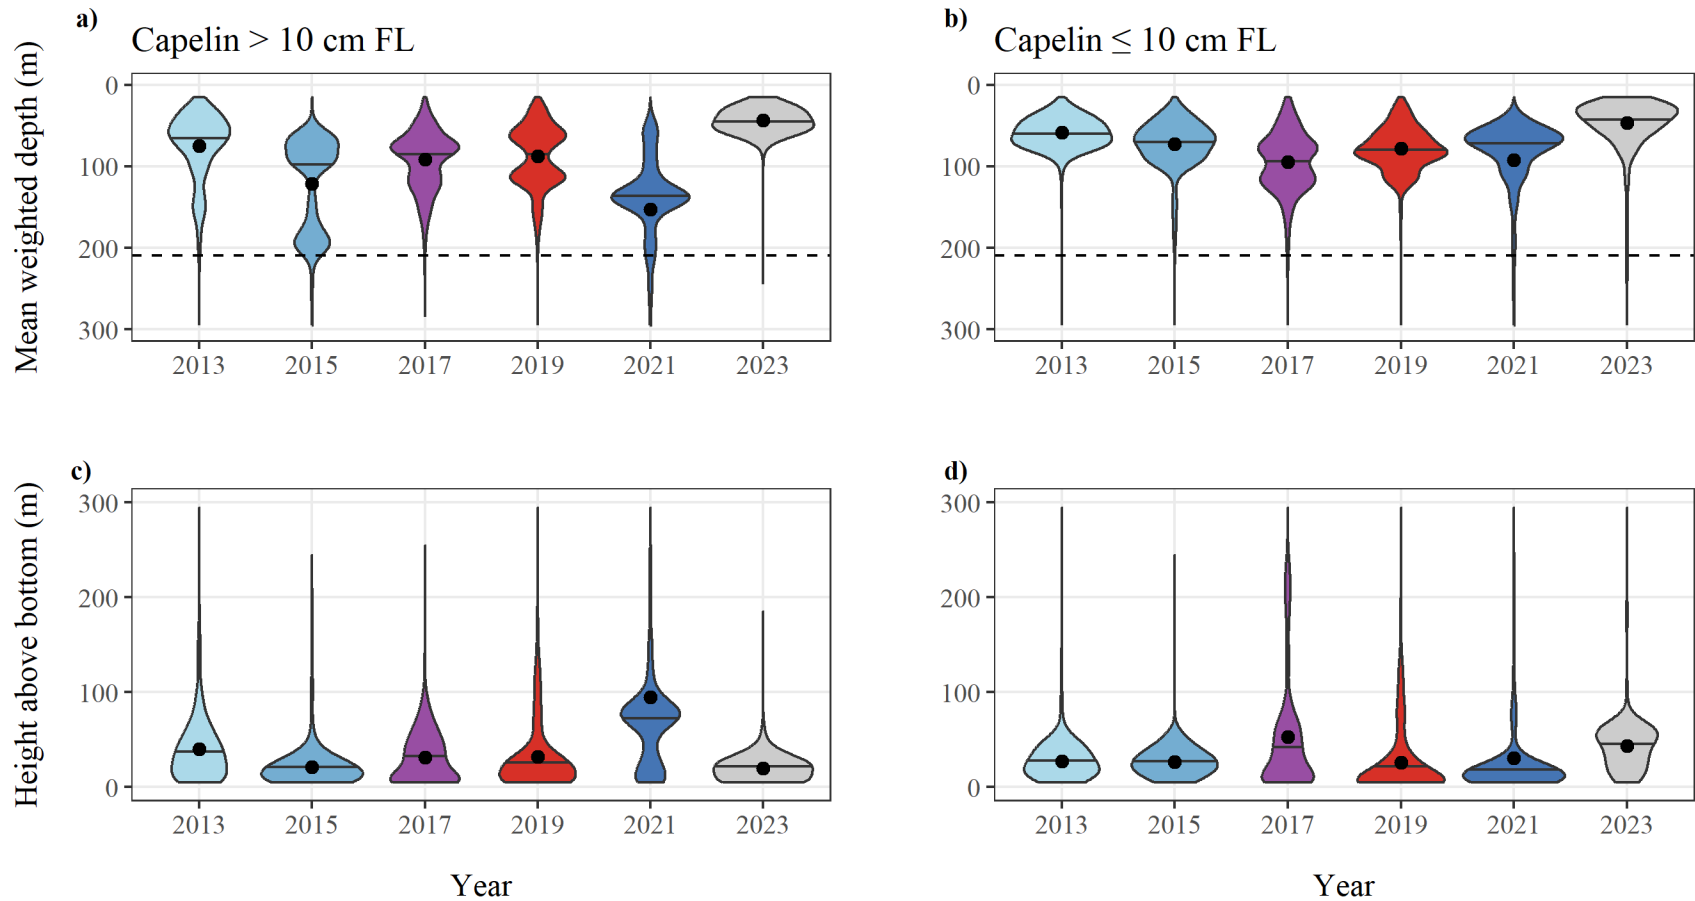 a)
Capelin > 10 cm FL
Mean weighted depth (m)
0
100
200
300
2013 2015 2017 2019 2021 2023
b)
Capelin ≤ 10 cm FL
0
100
200
300
2013 2015 2017 2019 2021 2023
c)
Height above bottom (m)
300
200
100
0
2013 2015 2017 2019 2021 2023
Year
d)
300
200
100
0
2013 2015 2017 2019 2021 2023
Year